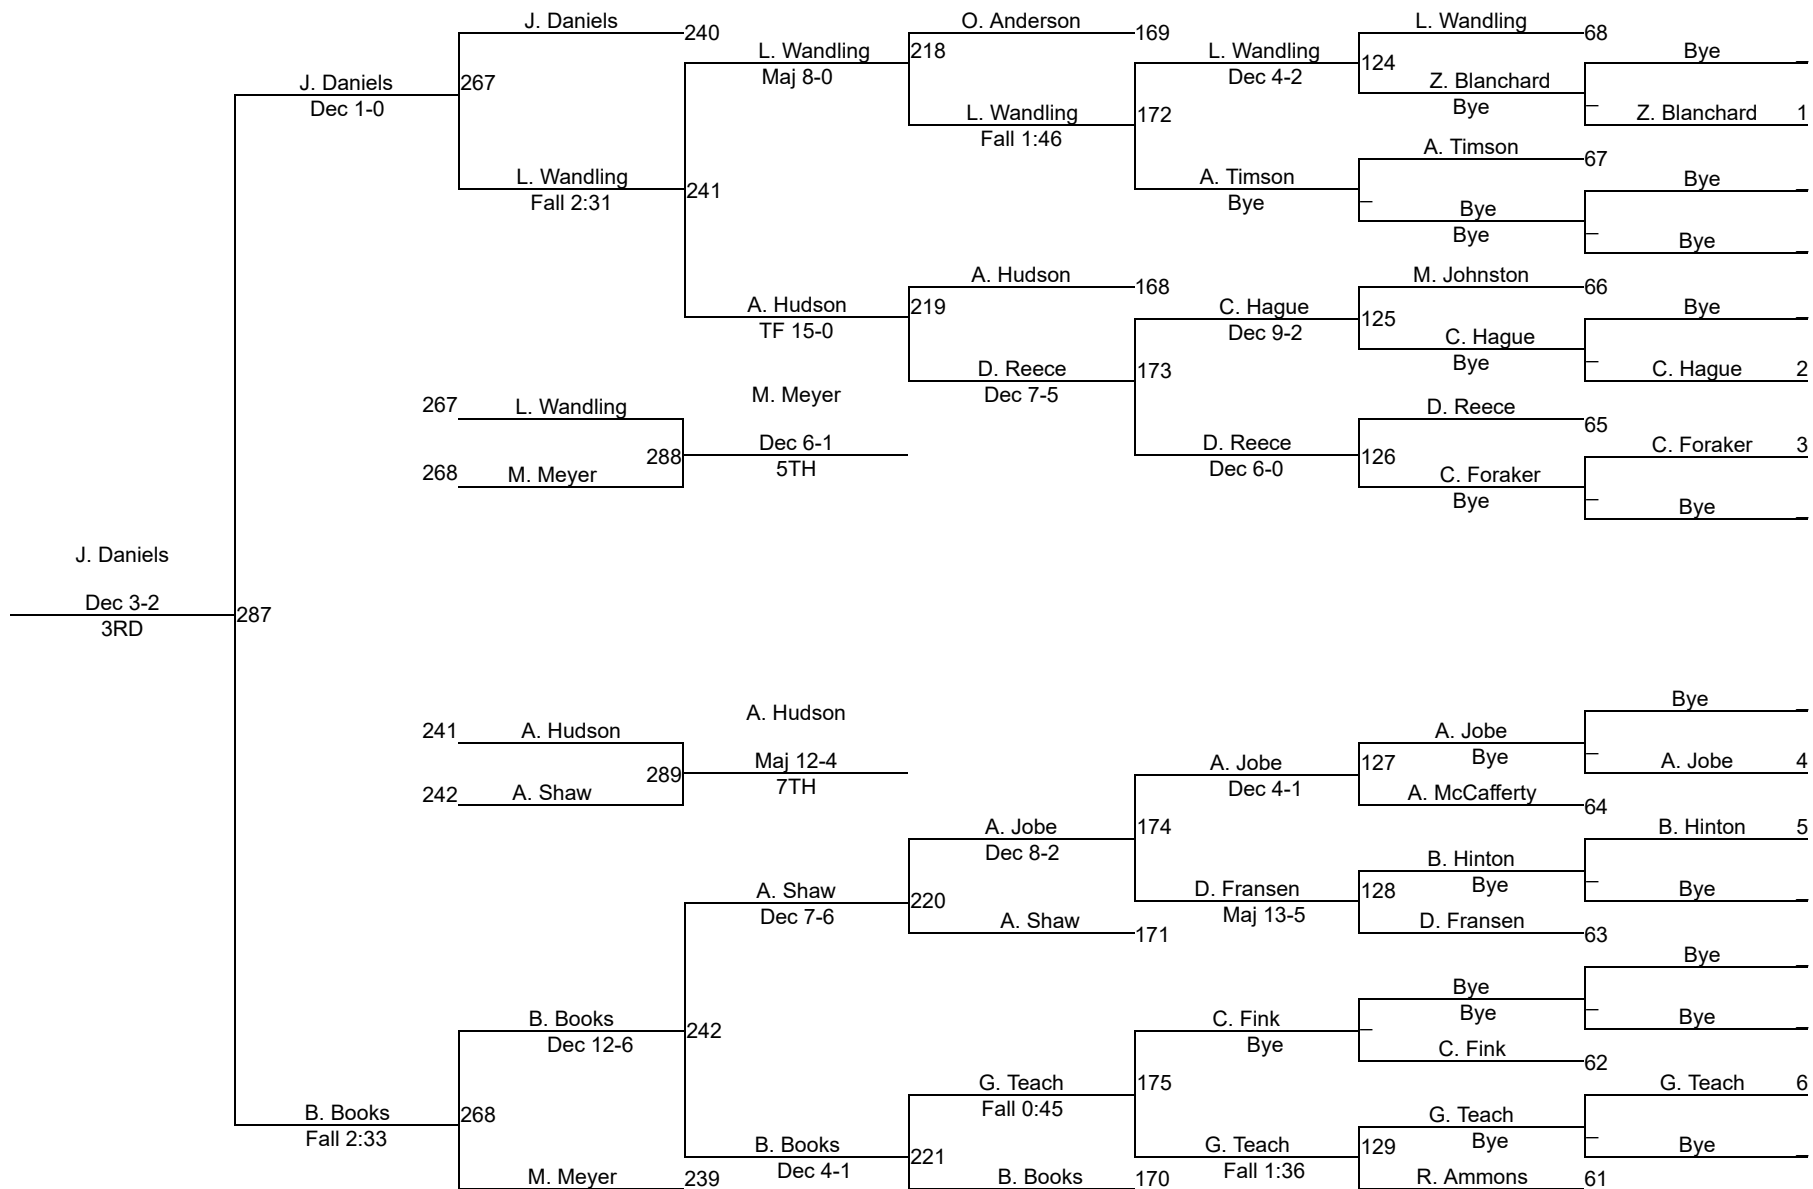 J. Daniels
240
O. Anderson
169
L. Wandling
68
L. Wandling
Maj 8-0
218
L. Wandling
Dec 4-2
124
Bye _
J. Daniels
Dec 1-0
267
Z. Blanchard
Bye
_
Z. Blanchard 1
L. Wandling
Fall 1:46
172
A. Timson
67
L. Wandling
Fall 2:31
241
A. Timson
Bye
_
Bye _
Bye
Bye
_
Bye _
A. Hudson
168
M. Johnston
66
A. Hudson
TF 15-0
219
C. Hague
Dec 9-2
125
Bye _
C. Hague
Bye
_
C. Hague 2
D. Reece
Dec 7-5
173
M. Meyer
267 L. Wandling
D. Reece
65
Dec 6-1
5TH
288
268 M. Meyer
D. Reece
Dec 6-0
126
C. Foraker 3
C. Foraker
Bye
_
Bye _
J. Daniels
Dec 3-2
3RD
287
Bye _
A. Hudson
241 A. Hudson
A. Jobe
Bye
_
Maj 12-4
7TH
289
A. Jobe
Dec 4-1
127
A. Jobe 4
242 A. Shaw
A. McCafferty
64
A. Jobe
Dec 8-2
174
B. Hinton 5
B. Hinton
Bye
_
A. Shaw
Dec 7-6
220
D. Fransen
Maj 13-5
128
Bye _
A. Shaw
171
D. Fransen
63
Bye _
Bye
Bye
_
B. Books
Dec 12-6
242
C. Fink
Bye
_
Bye _
C. Fink
62
G. Teach
Fall 0:45
175
G. Teach 6
B. Books
Fall 2:33
268
G. Teach
Bye
_
B. Books
Dec 4-1
221
G. Teach
Fall 1:36
129
Bye _
M. Meyer
239
B. Books
170
R. Ammons
61